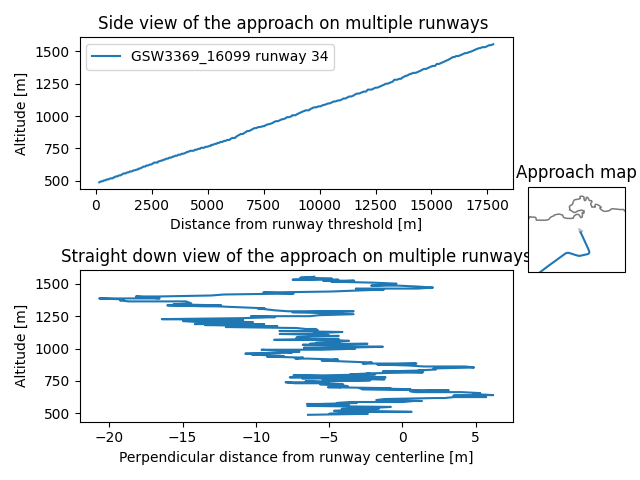 Side view of the approach on multiple runways
Altitude [m]
1500
1250
1000
750
500
GSW3369_16099 runway 34
0 2500 5000 7500 10000 12500 15000 17500
Distance from runway threshold [m]
Approach map
Straight down view of the approach on multiple runways
Altitude [m]
1500
1250
1000
750
500
−20 −15 −10 −5 0 5
Perpendicular distance from runway centerline [m]